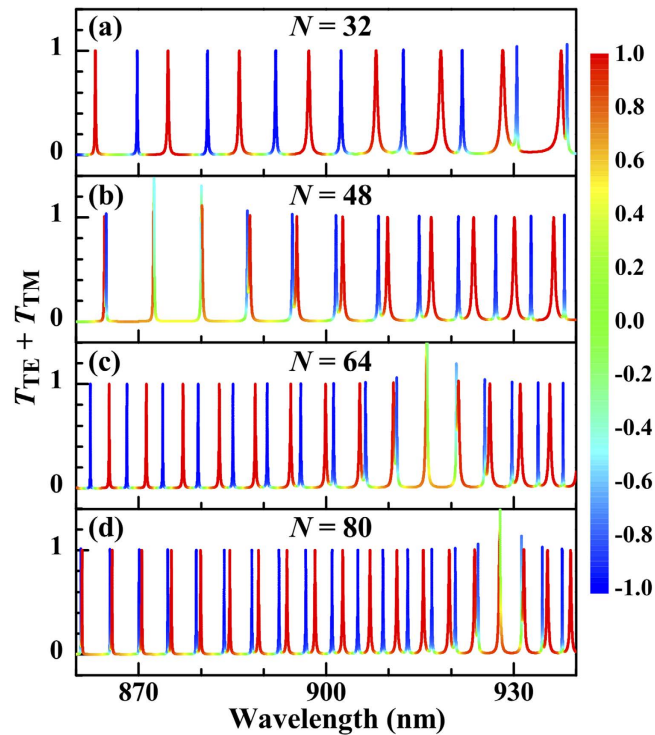 (a) N = 32
1
0
(b) N = 48
1
0
(c) N = 64
1
0
(d) N = 80
1
0
870 900 930
Wavelength (nm)
T_TE + T_TM
1.0
0.8
0.6
0.4
0.2
0.0
-0.2
-0.4
-0.6
-0.8
-1.0